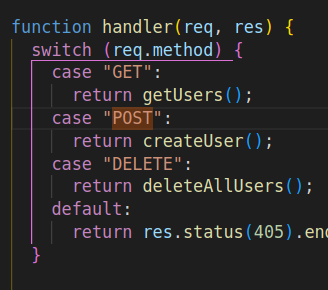 function handler(req, res) {
switch (req.method) {
case "GET":
return getUsers();
case "POST":
return createUser();
case "DELETE":
return deleteAllUsers();
default:
return res.status(405).en
}